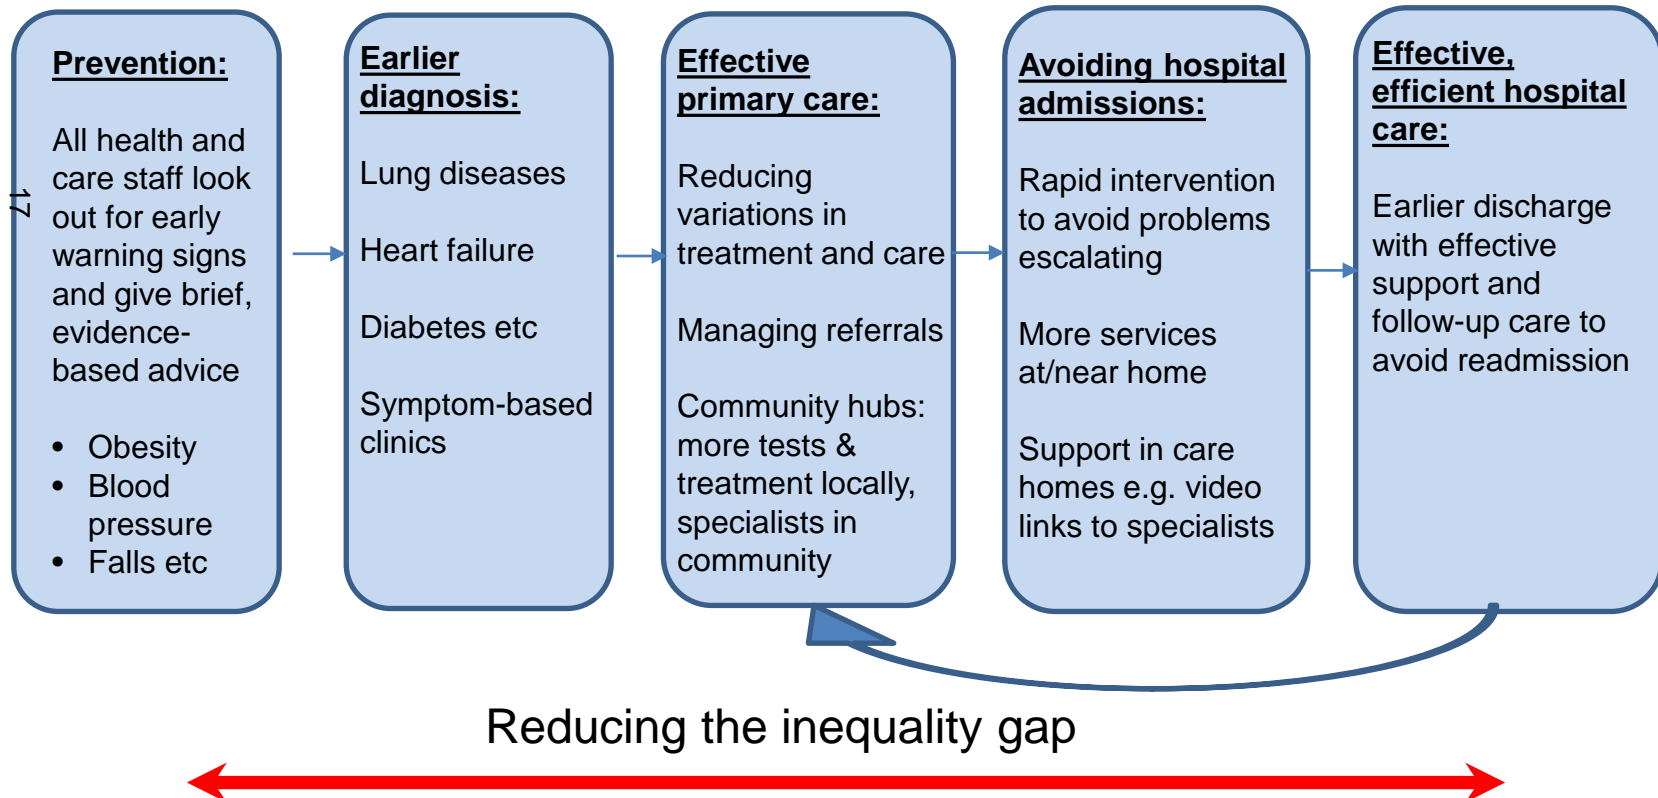 Prevention:
All health and
care staff look
out for early
warning signs
and give brief,
evidence-
based advice
• Obesity
• Blood
pressure
• Falls etc
17
Earlier
diagnosis:
Lung diseases
Heart failure
Diabetes etc
Symptom-based
clinics
Effective
primary care:
Reducing
variations in
treatment and care
Managing referrals
Community hubs:
more tests &
treatment locally,
specialists in
community
Avoiding hospital
admissions:
Rapid intervention
to avoid problems
escalating
More services
at/near home
Support in care
homes e.g. video
links to specialists
Effective,
efficient hospital
care:
Earlier discharge
with effective
support and
follow-up care to
avoid readmission
Reducing the inequality gap